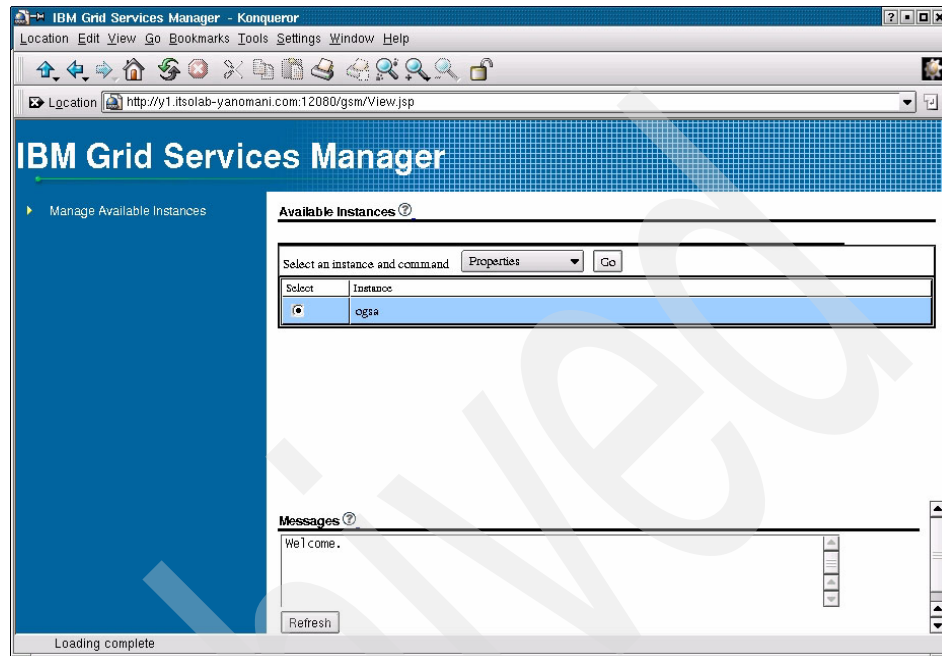 IBM Grid Services Manager - Konqueror
Location Edit View Go Bookmarks Tools Settings Window Help
Location http://y1.itsolab-yanomani.com:12080/gsm/View.jsp
IBM Grid Services Manager
Manage Available Instances
Available Instances ?
Select an instance and command Properties Go
Select Instance
ogsa
Messages ?
Welcome.
Refresh
Loading complete